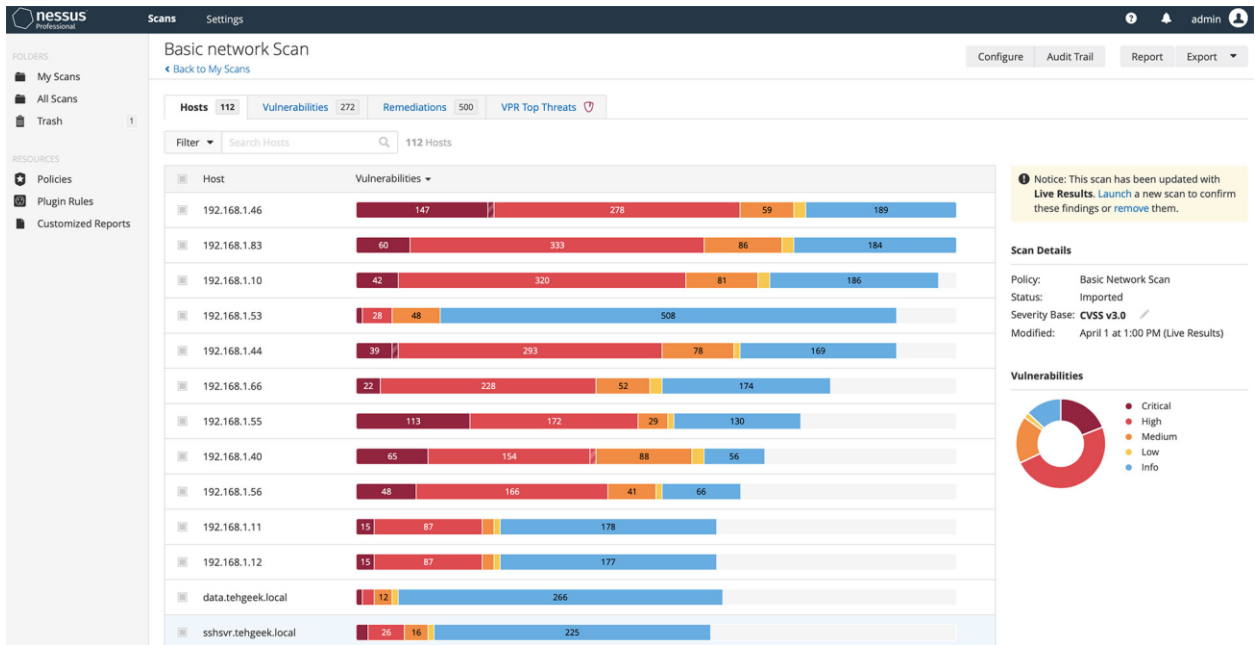 nessus Professional Scans Settings admin
FOLDERS
My Scans
All Scans
Trash 1
RESOURCES
Policies
Plugin Rules
Customized Reports
Basic network Scan
Back to My Scans
Configure Audit Trail Report Export
Hosts 112 Vulnerabilities 272 Remediations 500 VPR Top Threats
Filter Search Hosts 112 Hosts
Host Vulnerabilities
192.168.1.46 147 278 59 189
192.168.1.83 60 333 86 184
192.168.1.10 42 320 81 186
192.168.1.53 28 48 508
192.168.1.44 39 293 78 169
192.168.1.66 22 228 52 174
192.168.1.55 113 172 29 130
192.168.1.40 65 154 88 56
192.168.1.56 48 166 41 66
192.168.1.11 15 87 178
192.168.1.12 15 87 177
data.tehgeek.local 12 266
sshsvr.tehgeek.local 26 16 225
Notice: This scan has been updated with
Live Results. Launch a new scan to confirm
these findings or remove them.
Scan Details
Policy: Basic Network Scan
Status: Imported
Severity Base: CVSS v3.0
Modified: April 1 at 1:00 PM (Live Results)
Vulnerabilities
Critical
High
Medium
Low
Info